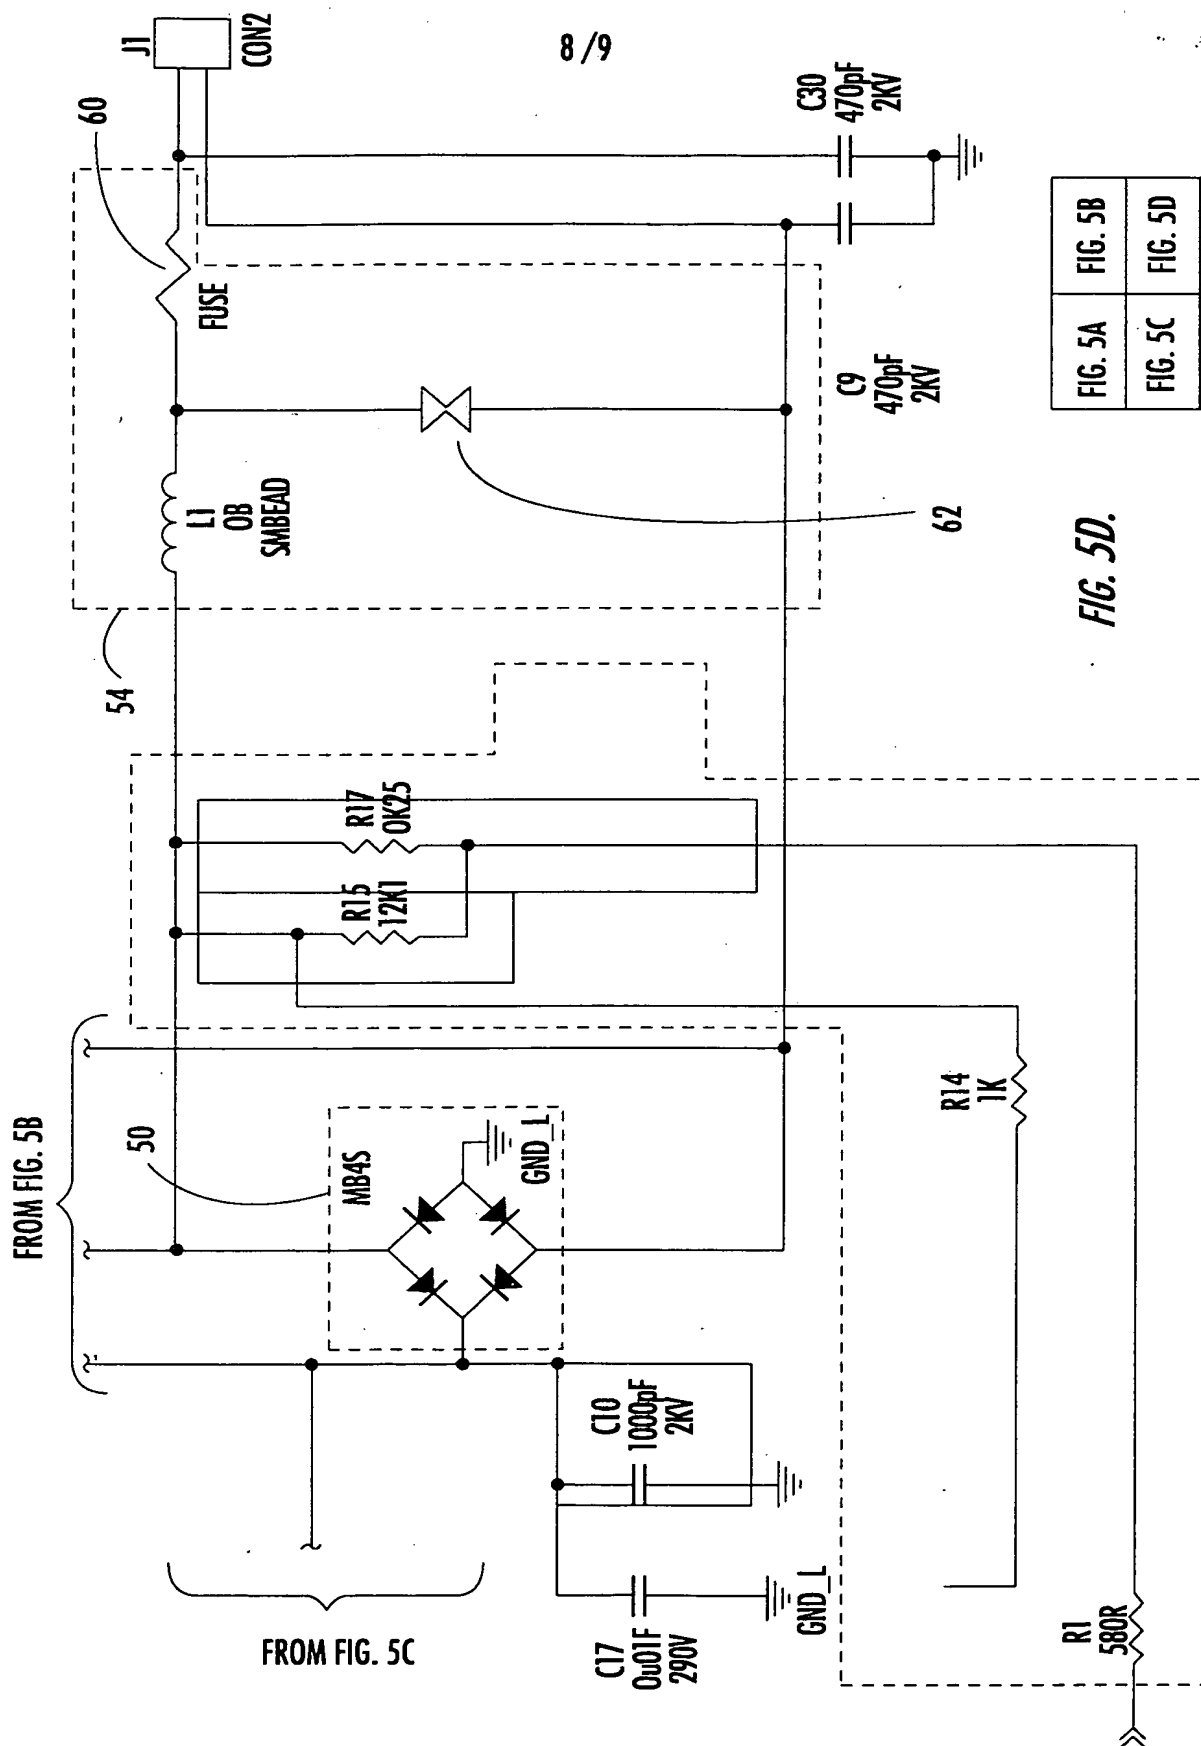 8/9
J1
CON2
60
FUSE
C30
470pF
2KV
C9
470pF
2KV
62
L1
0B
SMBEAD
54
R17
0K25
R15
12K1
FROM FIG. 5B
50
MB4S
GND_L
R14
1K
C10
1000pF
2KV
C17
0u01F
290V
GND_L
FROM FIG. 5C
R1
580R
FIG. 5A
FIG. 5B
FIG. 5C
FIG. 5D
FIG. 5D.